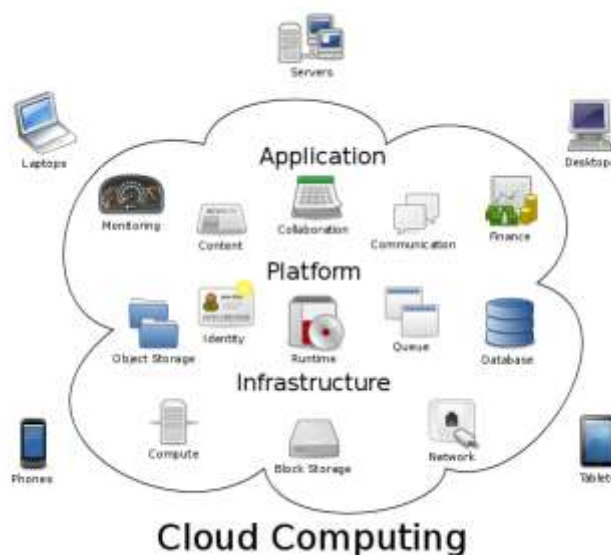 Servers
Laptops
Desktops
Application
Monitoring
Content
Collaboration
Communication
Finance
Platform
Object Storage
Identity
Runtime
Queue
Database
Infrastructure
Compute
Block Storage
Network
Phones
Tablets
Cloud Computing